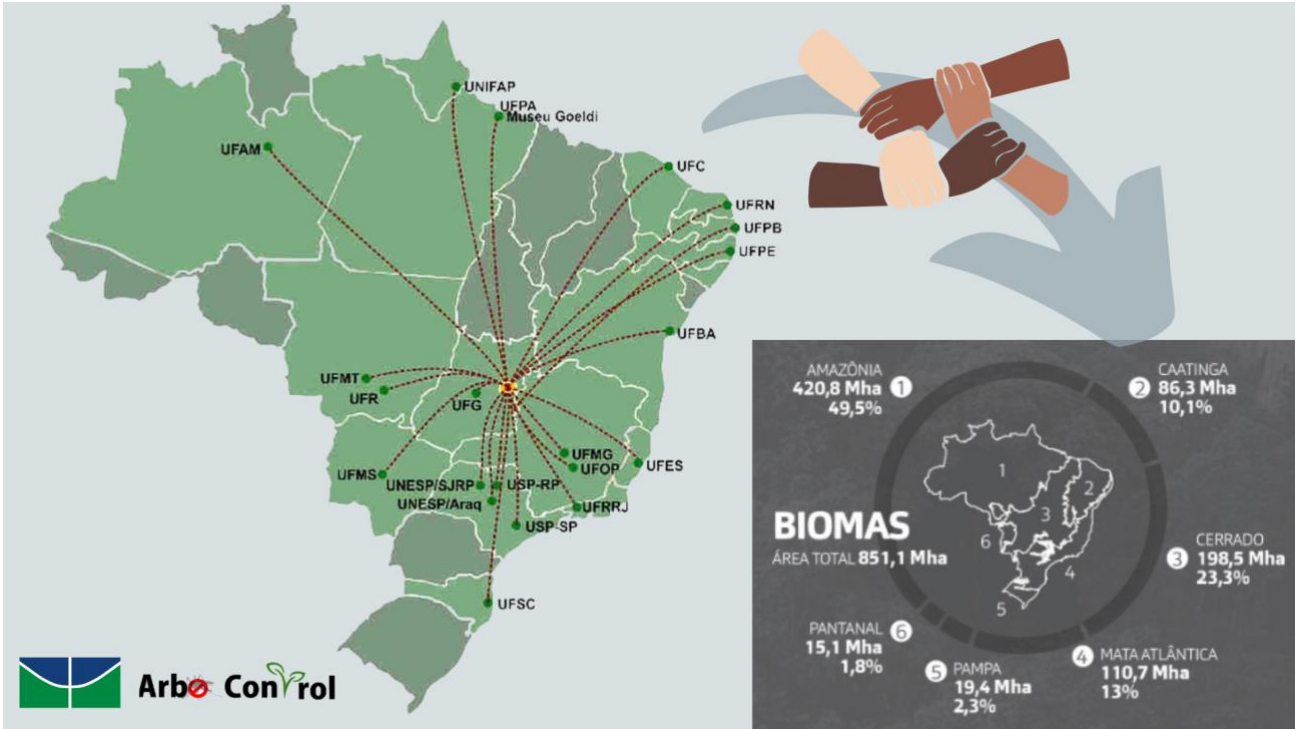 UNIFAP
UFPA
Museu Goeldi
UFAM
UFC
UFRN
UFPB
UFPE
UFBA
UFMT
UFR
UFG
UFMG
UFOP
UFES
UFMS
UNESP/SJRP
USP-RP
UNESP/Araq
UFRRJ
USP-SP
UFSC
Arbo Control
AMAZÔNIA
420,8 Mha
49,5%
1
2
CAATINGA
86,3 Mha
10,1%
BIOMAS
ÁREA TOTAL 851,1 Mha
1
2
3
6
4
5
3
CERRADO
198,5 Mha
23,3%
PANTANAL
15,1 Mha
1,8%
6
5
PAMPA
19,4 Mha
2,3%
4
MATA ATLÂNTICA
110,7 Mha
13%